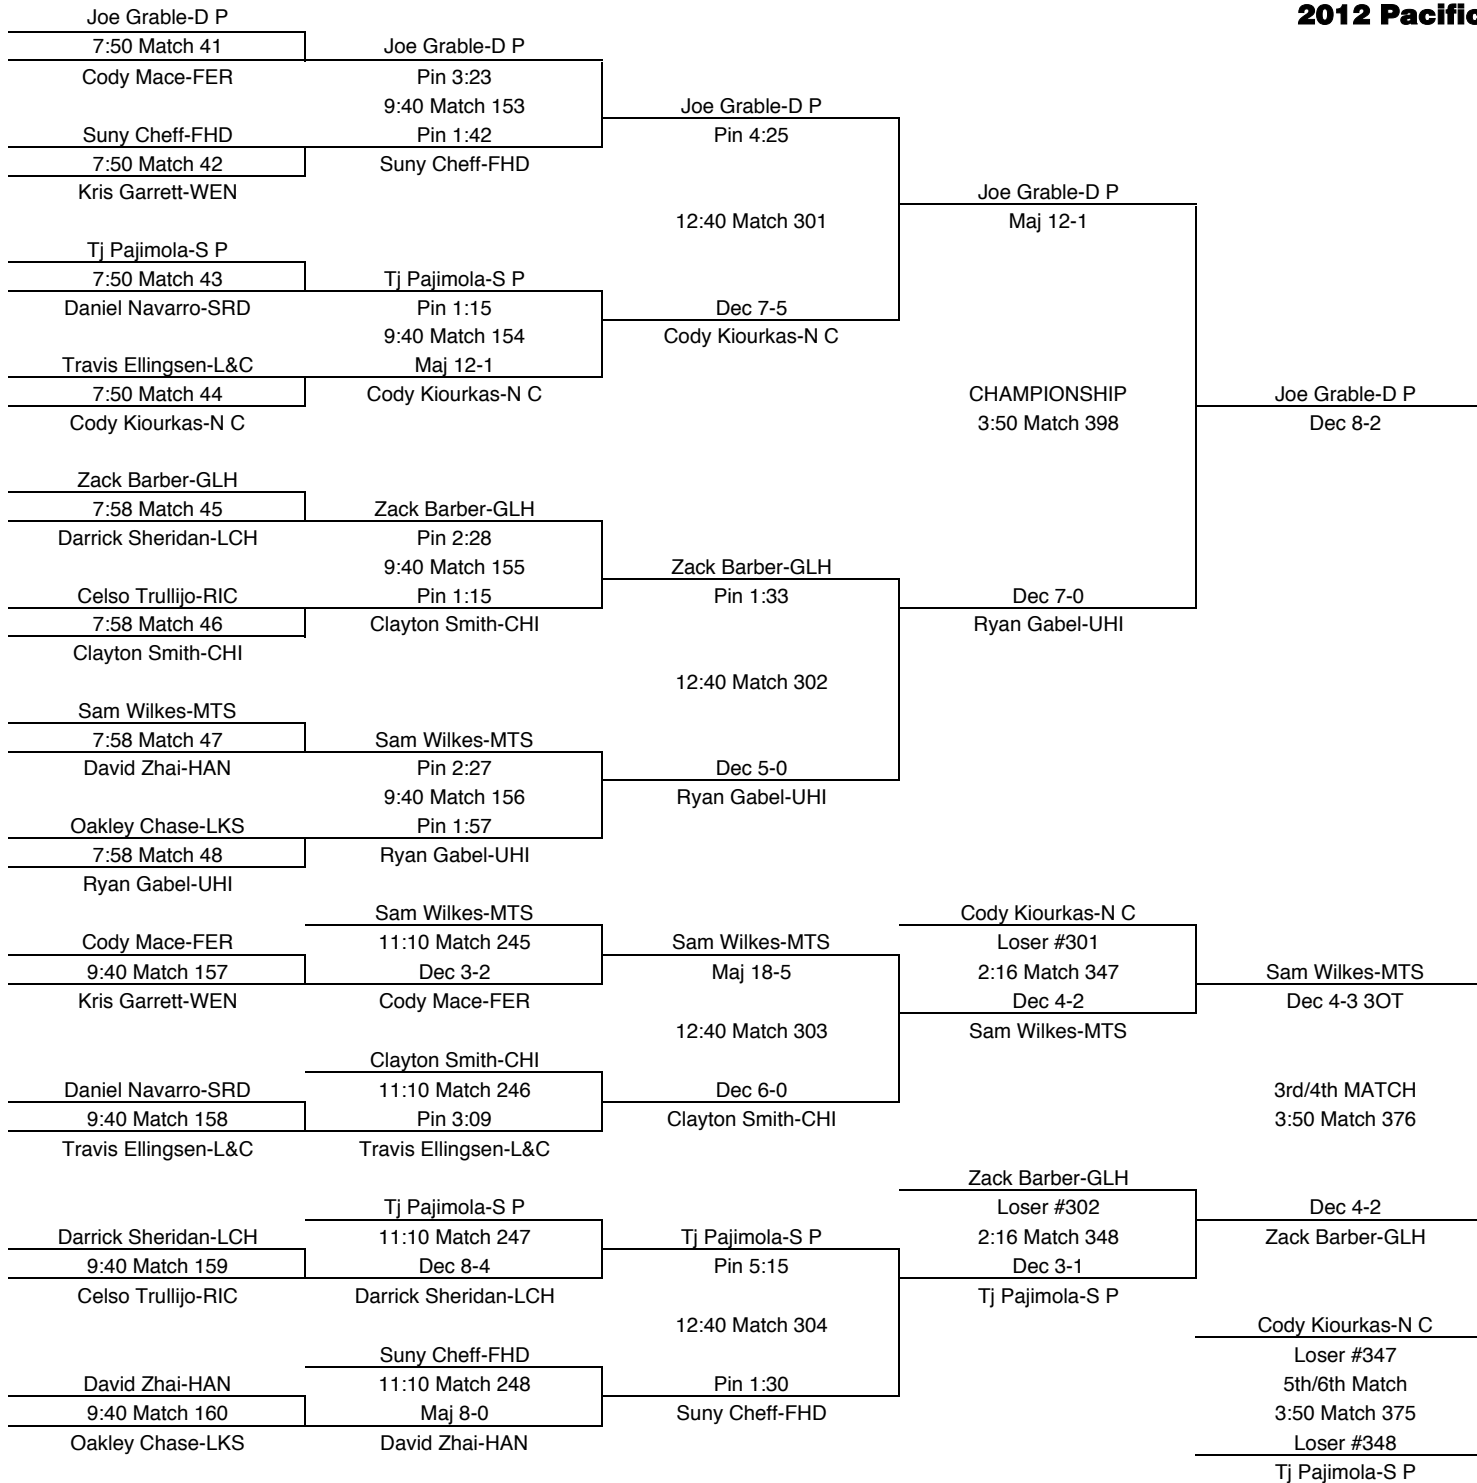 2012 Pacific
Joe Grable-D P
7:50 Match 41
Cody Mace-FER
Suny Cheff-FHD
7:50 Match 42
Kris Garrett-WEN
Tj Pajimola-S P
7:50 Match 43
Daniel Navarro-SRD
Travis Ellingsen-L&C
7:50 Match 44
Cody Kiourkas-N C
Zack Barber-GLH
7:58 Match 45
Darrick Sheridan-LCH
Celso Trullijo-RIC
7:58 Match 46
Clayton Smith-CHI
Sam Wilkes-MTS
7:58 Match 47
David Zhai-HAN
Oakley Chase-LKS
7:58 Match 48
Ryan Gabel-UHI
Cody Mace-FER
9:40 Match 157
Kris Garrett-WEN
Daniel Navarro-SRD
9:40 Match 158
Travis Ellingsen-L&C
Darrick Sheridan-LCH
9:40 Match 159
Celso Trullijo-RIC
David Zhai-HAN
9:40 Match 160
Oakley Chase-LKS
Joe Grable-D P
Pin 3:23
9:40 Match 153
Pin 1:42
Suny Cheff-FHD
Tj Pajimola-S P
Pin 1:15
9:40 Match 154
Maj 12-1
Cody Kiourkas-N C
Zack Barber-GLH
Pin 2:28
9:40 Match 155
Pin 1:15
Clayton Smith-CHI
Sam Wilkes-MTS
Pin 2:27
9:40 Match 156
Pin 1:57
Ryan Gabel-UHI
Sam Wilkes-MTS
11:10 Match 245
Dec 3-2
Cody Mace-FER
Clayton Smith-CHI
11:10 Match 246
Pin 3:09
Travis Ellingsen-L&C
Tj Pajimola-S P
11:10 Match 247
Dec 8-4
Darrick Sheridan-LCH
Suny Cheff-FHD
11:10 Match 248
Maj 8-0
David Zhai-HAN
Joe Grable-D P
Pin 4:25
12:40 Match 301
Dec 7-5
Cody Kiourkas-N C
Zack Barber-GLH
Pin 1:33
12:40 Match 302
Dec 5-0
Ryan Gabel-UHI
Sam Wilkes-MTS
Maj 18-5
12:40 Match 303
Dec 6-0
Clayton Smith-CHI
Tj Pajimola-S P
Pin 5:15
12:40 Match 304
Pin 1:30
Suny Cheff-FHD
Joe Grable-D P
Maj 12-1
CHAMPIONSHIP
3:50 Match 398
Dec 7-0
Ryan Gabel-UHI
Cody Kiourkas-N C
Loser #301
2:16 Match 347
Dec 4-2
Sam Wilkes-MTS
Zack Barber-GLH
Loser #302
2:16 Match 348
Dec 3-1
Tj Pajimola-S P
Joe Grable-D P
Dec 8-2
Sam Wilkes-MTS
Dec 4-3 3OT
3rd/4th MATCH
3:50 Match 376
Dec 4-2
Zack Barber-GLH
Cody Kiourkas-N C
Loser #347
5th/6th Match
3:50 Match 375
Loser #348
Tj Pajimola-S P